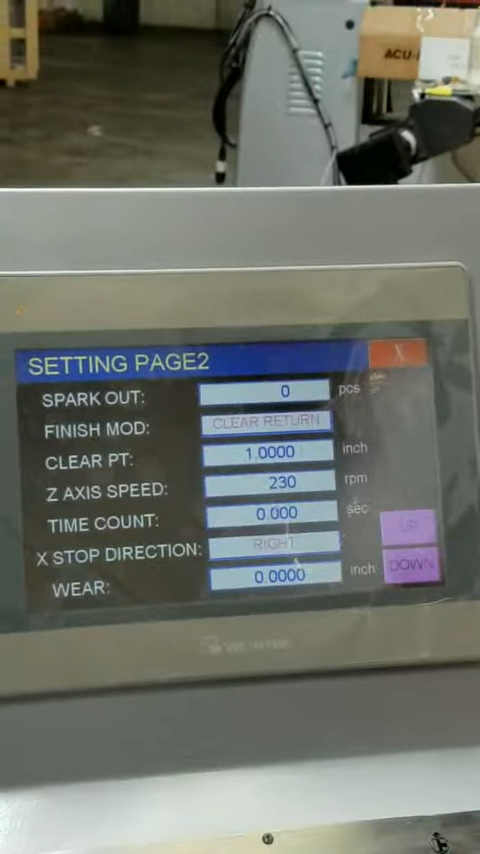 ACU-
SETTING PAGE2
X
SPARK OUT: 0 pcs
FINISH MOD: CLEAR RETURN
CLEAR PT: 1.0000 inch
Z AXIS SPEED: 230 rpm
TIME COUNT: 0.000 sec
UP
X STOP DIRECTION: RIGHT
WEAR: 0.0000 inch
DOWN